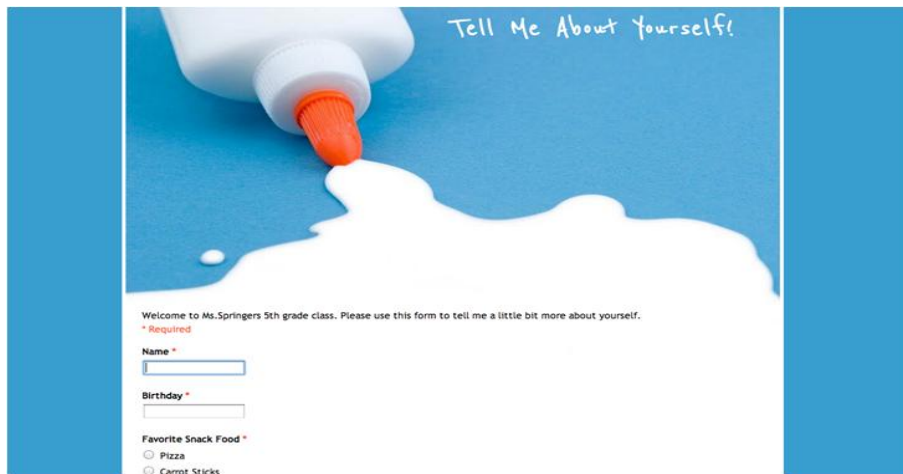 Tell Me About Yourself!
Welcome to Ms.Springers 5th grade class. Please use this form to tell me a little bit more about yourself.
* Required
Name *
Birthday *
Favorite Snack Food *
Pizza
Carrot Sticks